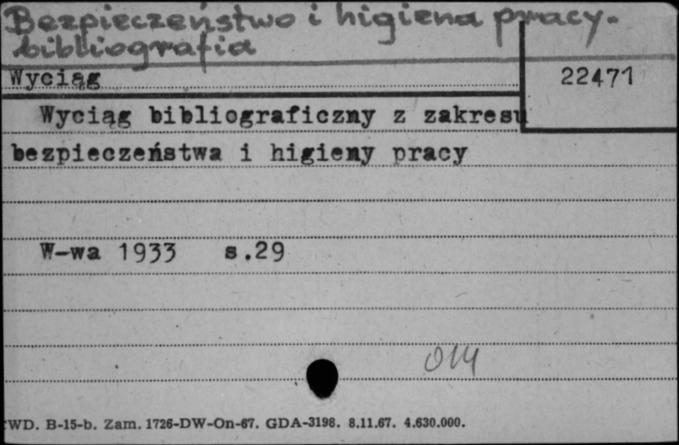 Bezpieczeństwo i higiena pracy.
bibliografia
Wyciąg
22471
Wyciąg bibliograficzny z zakresu
bezpieczeństwa i higieny pracy
W-wa 1933 s.29
WD. B-15-b. Zam. 1726-DW-On-67. GDA-3198. 8.11.67. 4.630.000.